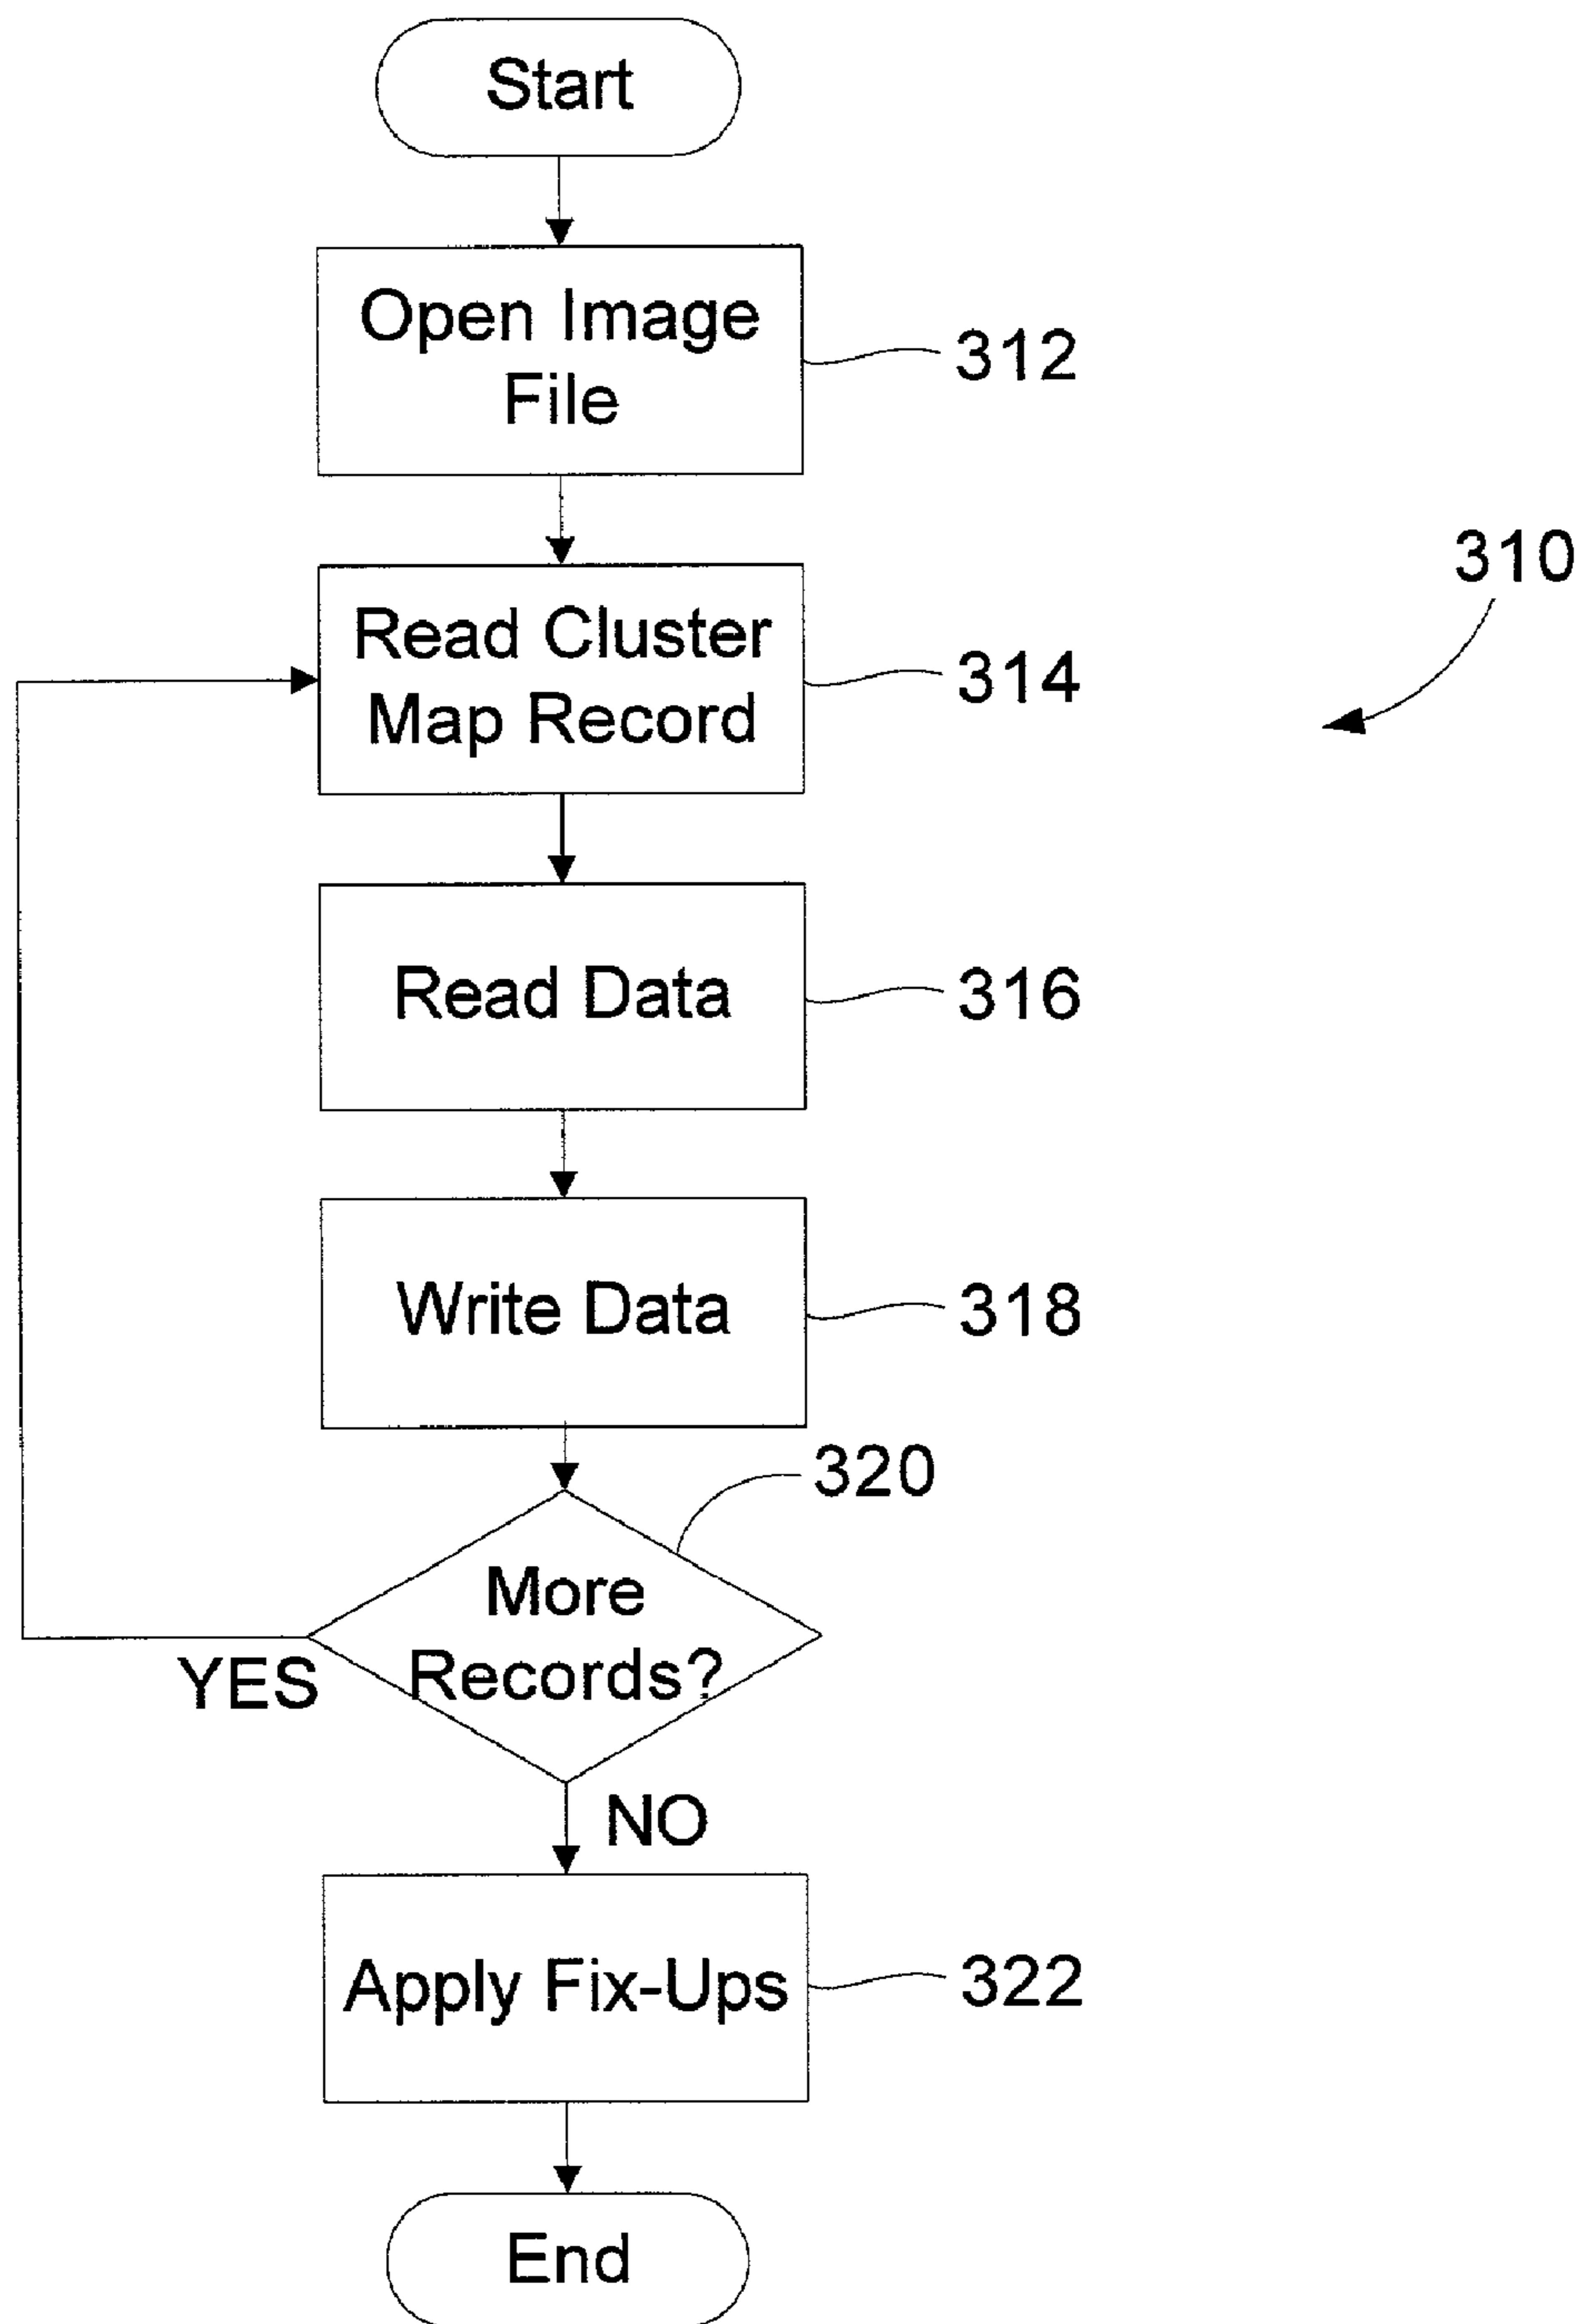 Start
Open Image
File
312
310
Read Cluster
Map Record
314
Read Data
316
Write Data
318
320
More
Records?
YES
NO
Apply Fix-Ups
322
End